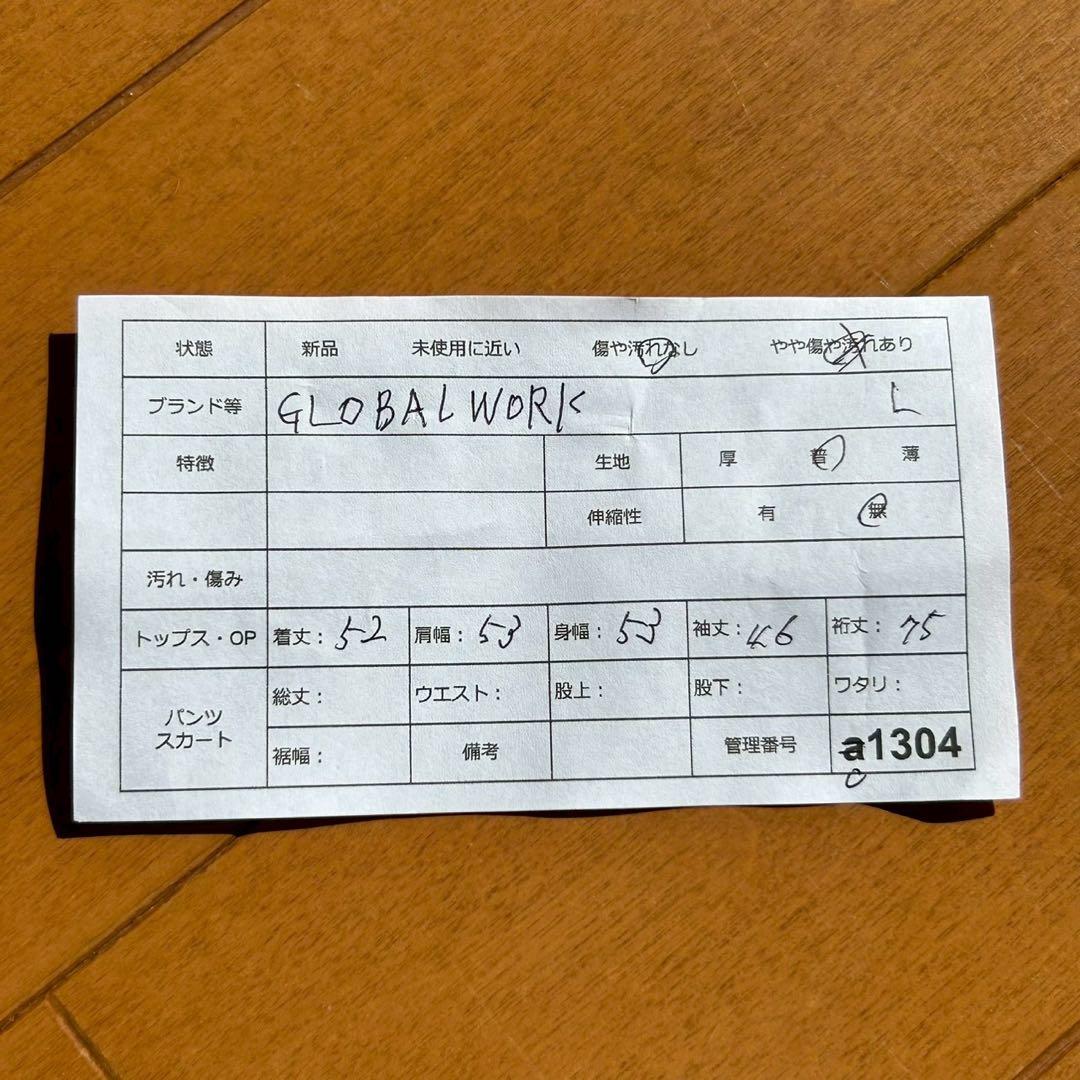 状態 新品 未使用に近い 傷や汚れなし やや傷や汚れあり
ブランド等 GLOBALWORK L
特徴 生地 厚 普 薄
伸縮性 有 無
汚れ・傷み
トップス・OP 着丈：52 肩幅：53 身幅：53 袖丈：46 裄丈：75
パンツ スカート 総丈： ウエスト： 股上： 股下： ワタリ：
裾幅： 備考 管理番号 a1304
c